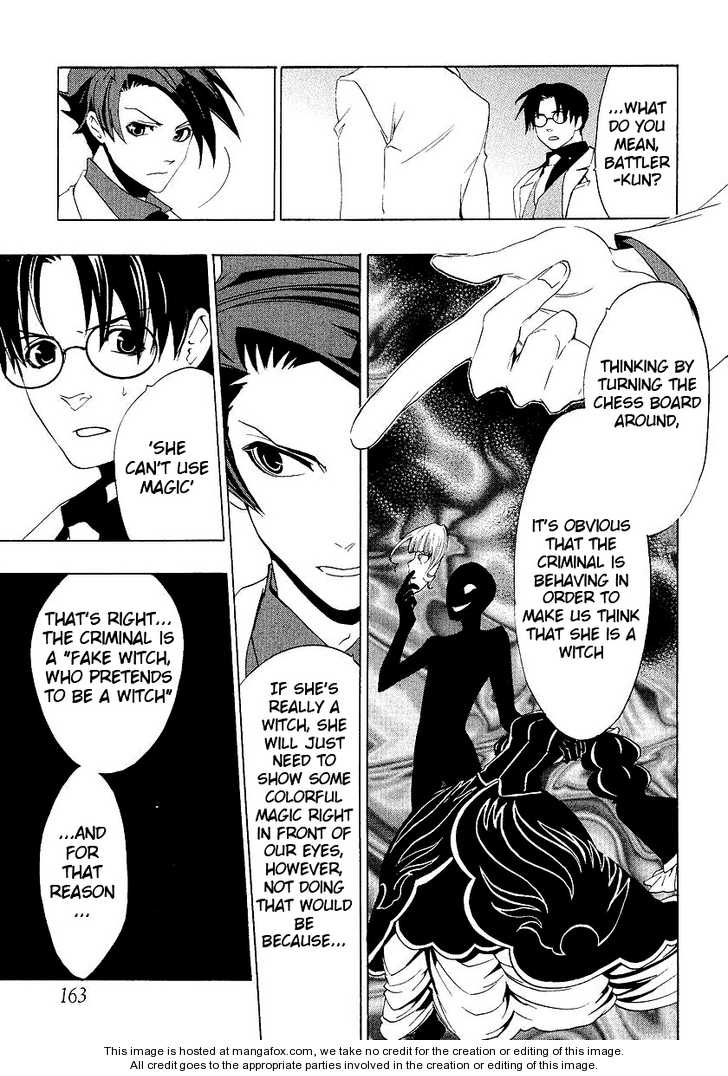 ...WHAT
DO YOU
MEAN,
BATTLER
-KUN?
THINKING BY
TURNING THE
CHESS BOARD
AROUND,
IT'S OBVIOUS
THAT THE
CRIMINAL IS
BEHAVING IN
ORDER TO
MAKE US THINK
THAT SHE IS A
WITCH
IF SHE'S
REALLY A
WITCH, SHE
WILL JUST
NEED TO
SHOW SOME
COLORFUL
MAGIC RIGHT
IN FRONT OF
OUR EYES,
HOWEVER,
NOT DOING
THAT WOULD
BE
BECAUSE...
'SHE
CAN'T USE
MAGIC'
THAT'S RIGHT...
THE CRIMINAL IS
A "FAKE WITCH,
WHO PRETENDS
TO BE A WITCH"
...AND
FOR
THAT
REASON
...
163
This image is hosted at mangafox.com, we take no credit for the creation or editing of this image.
All credit goes to the appropriate parties involved in the creation or editing of this image.